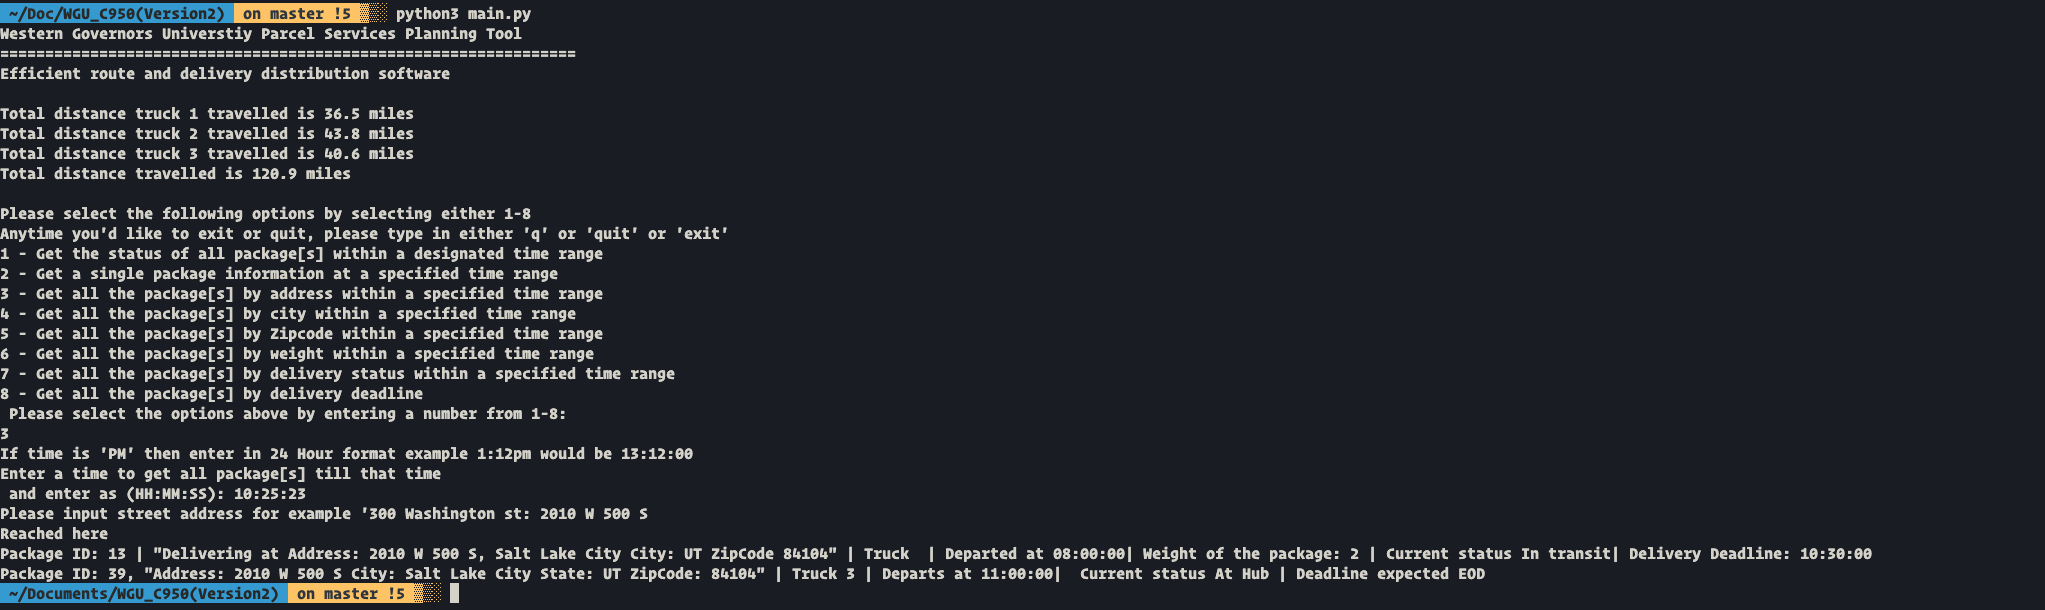 ~/Doc/WGU_C950(Version2) on master !5 python3 main.py
Western Governors Universtiy Parcel Services Planning Tool
================================================================
Efficient route and delivery distribution software
Total distance truck 1 travelled is 36.5 miles
Total distance truck 2 travelled is 43.8 miles
Total distance truck 3 travelled is 40.6 miles
Total distance travelled is 120.9 miles
Please select the following options by selecting either 1-8
Anytime you'd like to exit or quit, please type in either 'q' or 'quit' or 'exit'
1 - Get the status of all package[s] within a designated time range
2 - Get a single package information at a specified time range
3 - Get all the package[s] by address within a specified time range
4 - Get all the package[s] by city within a specified time range
5 - Get all the package[s] by Zipcode within a specified time range
6 - Get all the package[s] by weight within a specified time range
7 - Get all the package[s] by delivery status within a specified time range
8 - Get all the package[s] by delivery deadline
Please select the options above by entering a number from 1-8:
3
If time is 'PM' then enter in 24 Hour format example 1:12pm would be 13:12:00
Enter a time to get all package[s] till that time
and enter as (HH:MM:SS): 10:25:23
Please input street address for example '300 Washington st: 2010 W 500 S
Reached here
Package ID: 13 | "Delivering at Address: 2010 W 500 S, Salt Lake City City: UT ZipCode 84104" | Truck  | Departed at 08:00:00| Weight of the package: 2 | Current status In transit| Delivery Deadline: 10:30:00
Package ID: 39, "Address: 2010 W 500 S City: Salt Lake City State: UT ZipCode: 84104" | Truck 3 | Departs at 11:00:00|  Current status At Hub | Deadline expected EOD
~/Documents/WGU_C950(Version2) on master !5